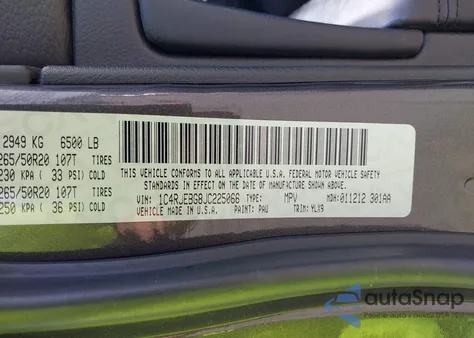 2949 KG 6500 LB
265/50R20 107T TIRES
230 KPA ( 33 PSI) COLD
265/50R20 107T TIRES
250 KPA ( 36 PSI) COLD
THIS VEHICLE CONFORMS TO ALL APPLICABLE U.S.A. FEDERAL MOTOR VEHICLE SAFETY
STANDARDS IN EFFECT ON THE DATE OF MANUFACTURE SHOWN ABOVE.
VIN: 1C4RJEBG8JC225066 TYPE: MPV MDH: 011212 301AA
VEHICLE MADE IN U.S.A. PAINT: PAU TRIM: YLX9
autoSnap